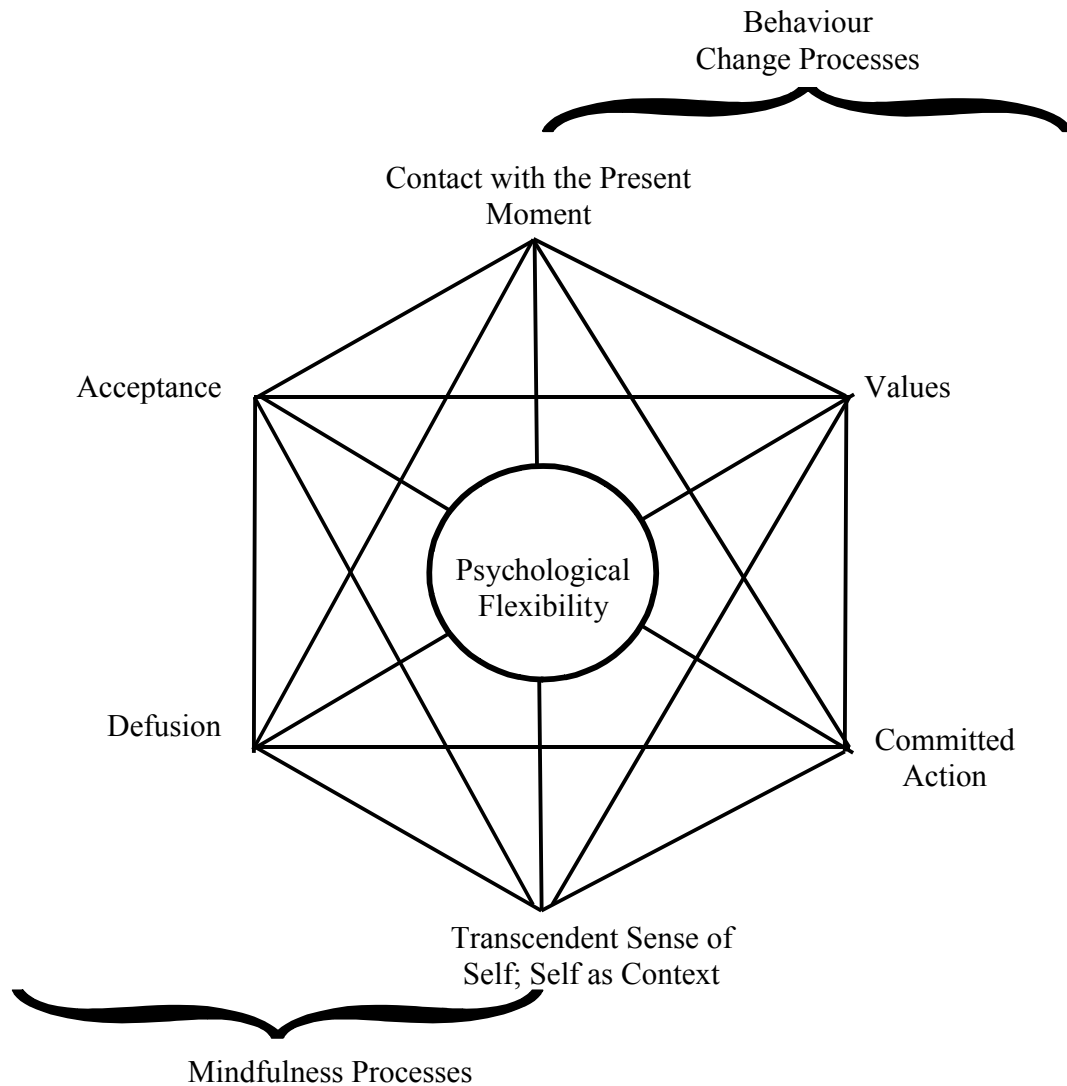 Behaviour
Change Processes
Contact with the Present
Moment
Acceptance
Values
Psychological
Flexibility
Defusion
Committed
Action
Transcendent Sense of
Self; Self as Context
Mindfulness Processes